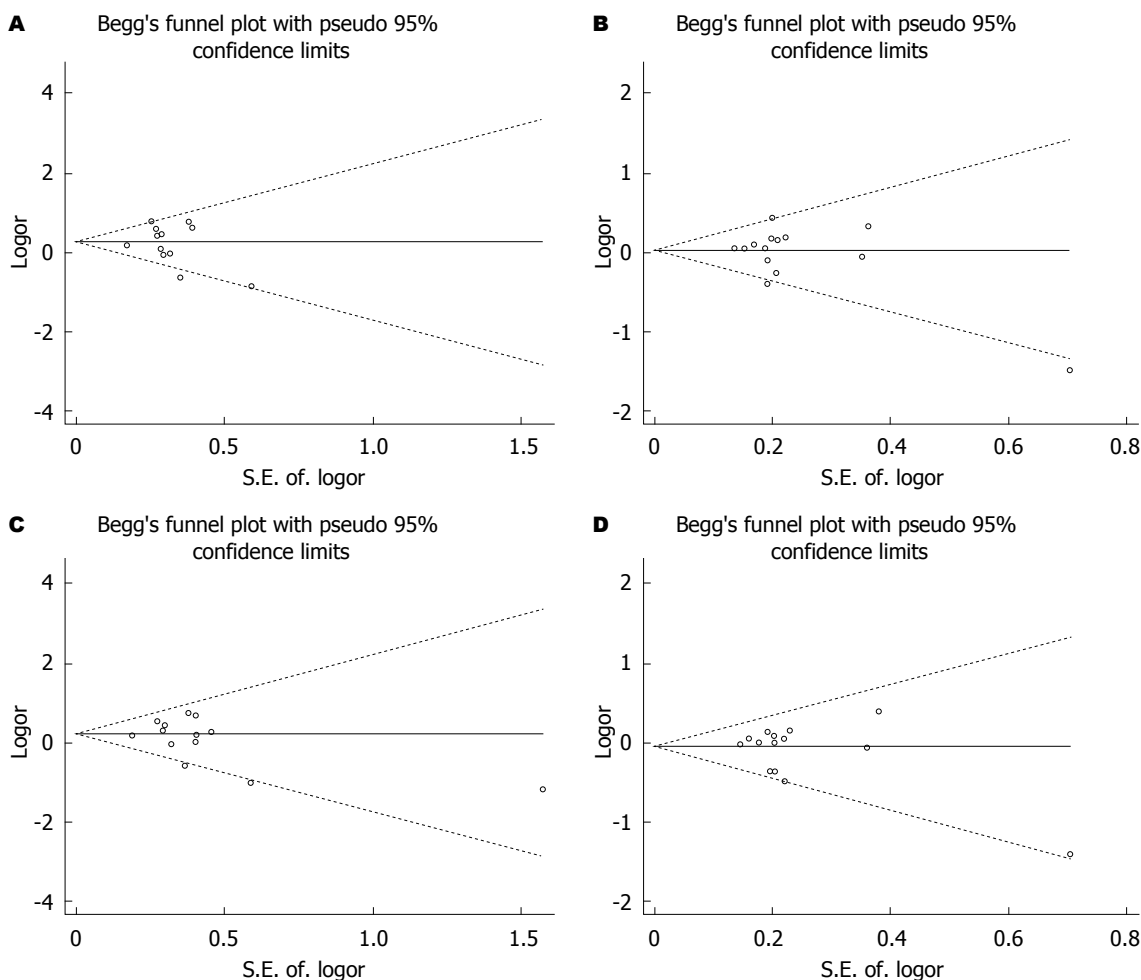 A
Begg's funnel plot with pseudo 95%
confidence limits
4
2
0
-2
-4
Logor
0
0.5
1.0
1.5
S.E. of. logor
B
Begg's funnel plot with pseudo 95%
confidence limits
2
1
0
-1
-2
Logor
0
0.2
0.4
0.6
0.8
S.E. of. logor
C
Begg's funnel plot with pseudo 95%
confidence limits
4
2
0
-2
-4
Logor
0
0.5
1.0
1.5
S.E. of. logor
D
Begg's funnel plot with pseudo 95%
confidence limits
2
1
0
-1
-2
Logor
0
0.2
0.4
0.6
0.8
S.E. of. logor